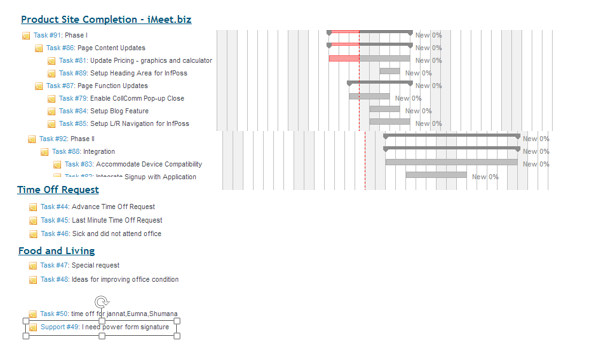 Product Site Completion - iMeet.biz
Task #91: Phase I New 0%
Task #86: Page Content Updates New 0%
Task #81: Update Pricing - graphics and calculator New 0%
Task #89: Setup Heading Area for InfPoss New 0%
Task #87: Page Function Updates New 0%
Task #79: Enable CollComm Pop-up Close New 0%
Task #84: Setup Blog Feature New 0%
Task #85: Setup L/R Navigation for InfPoss New 0%
Task #92: Phase II New 0%
Task #88: Integration New 0%
Task #83: Accommodate Device Compatibility New 0%
Signup with Application New 0%
Time Off Request
Task #44: Advance Time Off Request
Task #45: Last Minute Time Off Request
Task #46: Sick and did not attend office
Food and Living
Task #47: Special request
Task #48: Ideas for improving office condition
Task #50: time off for jannat,Eumna,Shumana
Support #49: I need power form signature